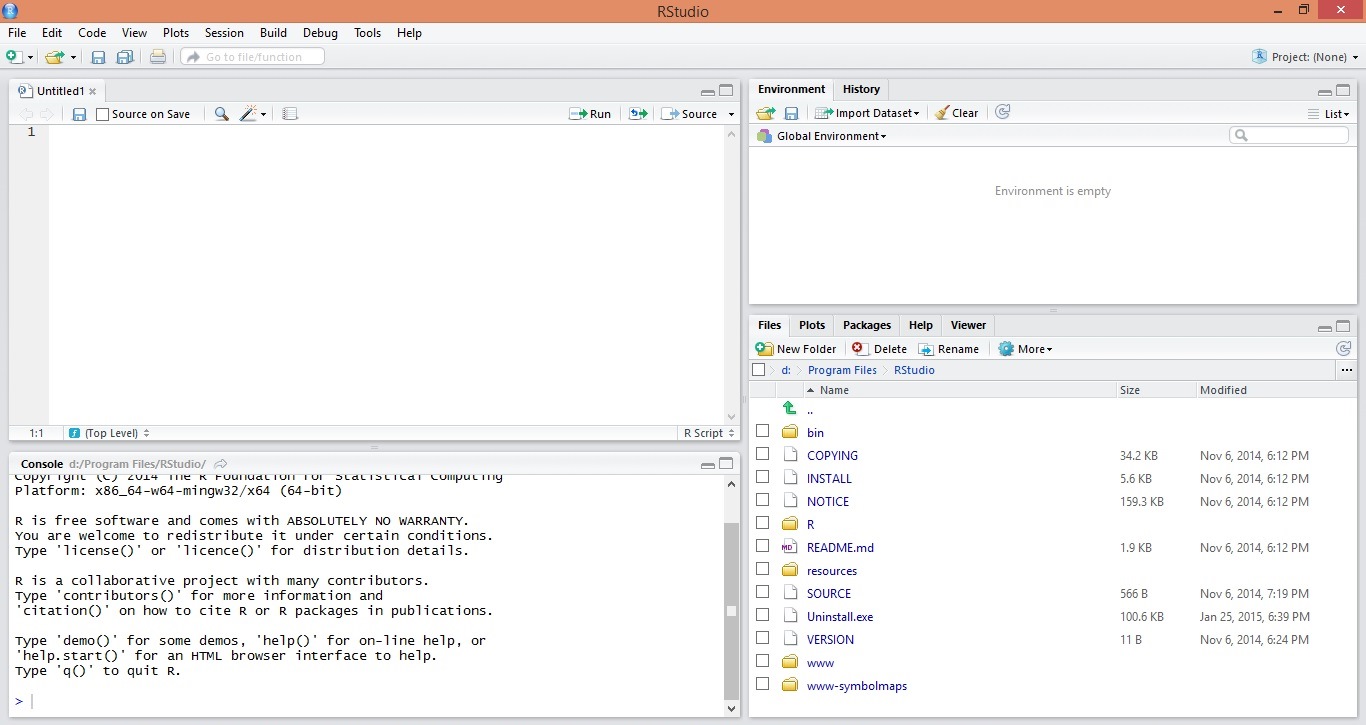 RStudio
File Edit Code View Plots Session Build Debug Tools Help
Go to file/function Project: (None)
Untitled1
Source on Save Run Source
1
1:1 (Top Level) R Script
Console d:/Program Files/RStudio/
Copyright (C) 2014 The R Foundation for Statistical Computing
Platform: x86_64-w64-mingw32/x64 (64-bit)
R is free software and comes with ABSOLUTELY NO WARRANTY.
You are welcome to redistribute it under certain conditions.
Type 'license()' or 'licence()' for distribution details.
R is a collaborative project with many contributors.
Type 'contributors()' for more information and
'citation()' on how to cite R or R packages in publications.
Type 'demo()' for some demos, 'help()' for on-line help, or
'help.start()' for an HTML browser interface to help.
Type 'q()' to quit R.
>
Environment History
Import Dataset Clear List
Global Environment
Environment is empty
Files Plots Packages Help Viewer
New Folder Delete Rename More
d: Program Files RStudio ...
Name Size Modified
..
bin
COPYING 34.2 KB Nov 6, 2014, 6:12 PM
INSTALL 5.6 KB Nov 6, 2014, 6:12 PM
NOTICE 159.3 KB Nov 6, 2014, 6:12 PM
R
MD README.md 1.9 KB Nov 6, 2014, 6:12 PM
resources
SOURCE 566 B Nov 6, 2014, 7:19 PM
Uninstall.exe 100.6 KB Jan 25, 2015, 6:39 PM
VERSION 11 B Nov 6, 2014, 6:24 PM
www
www-symbolmaps